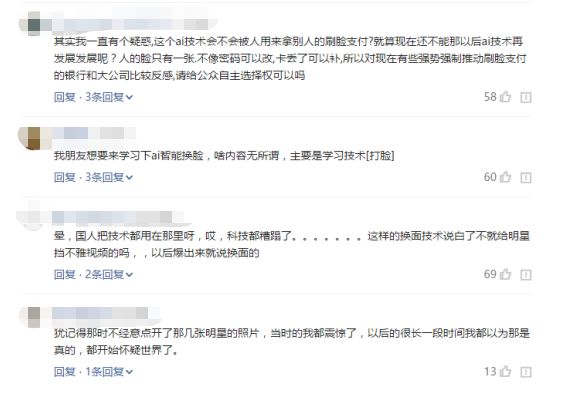 其实我一直有个疑惑,这个ai技术会不会被人用来拿别人的刷脸支付?就算现在还不能那以后ai技术再
发展发展呢？人的脸只有一张.不像密码可以改,卡丢了可以补,所以对现在有些强势强制推动刷脸支付
的银行和大公司比较反感,请给公众自主选择权可以吗
回复 · 3条回复
58
我朋友想要来学习下ai智能换脸，啥内容无所谓，主要是学习技术[打脸]
回复 · 3条回复
60
晕，国人把技术都用在那里呀，哎，科技都糟蹋了。。。。。。。这样的换面技术说白了不就给明星
挡不雅视频的吗，，以后爆出来就说换面的
回复 · 2条回复
69
犹记得那时不经意点开了那几张明星的照片，当时的我都震惊了，以后的很长一段时间我都以为那是
真的，都开始怀疑世界了。
回复 · 1条回复
13